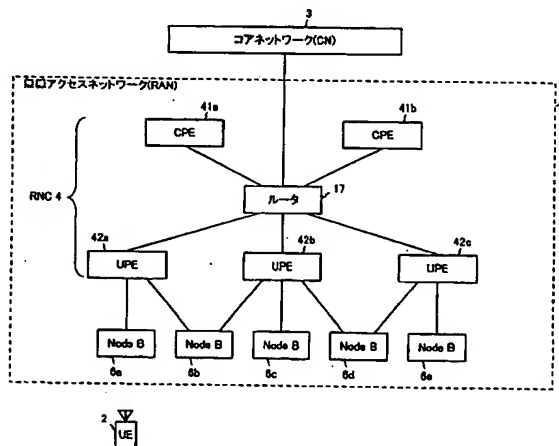 3
コアネットワーク(CN)
ロロアクセスネットワーク(RAN)
41a
41b
CPE
CPE
RNC 4
ルータ
17
42a
42b
42c
UPE
UPE
UPE
Node B
Node B
Node B
Node B
Node B
6a
6b
6c
6d
6e
2
UE